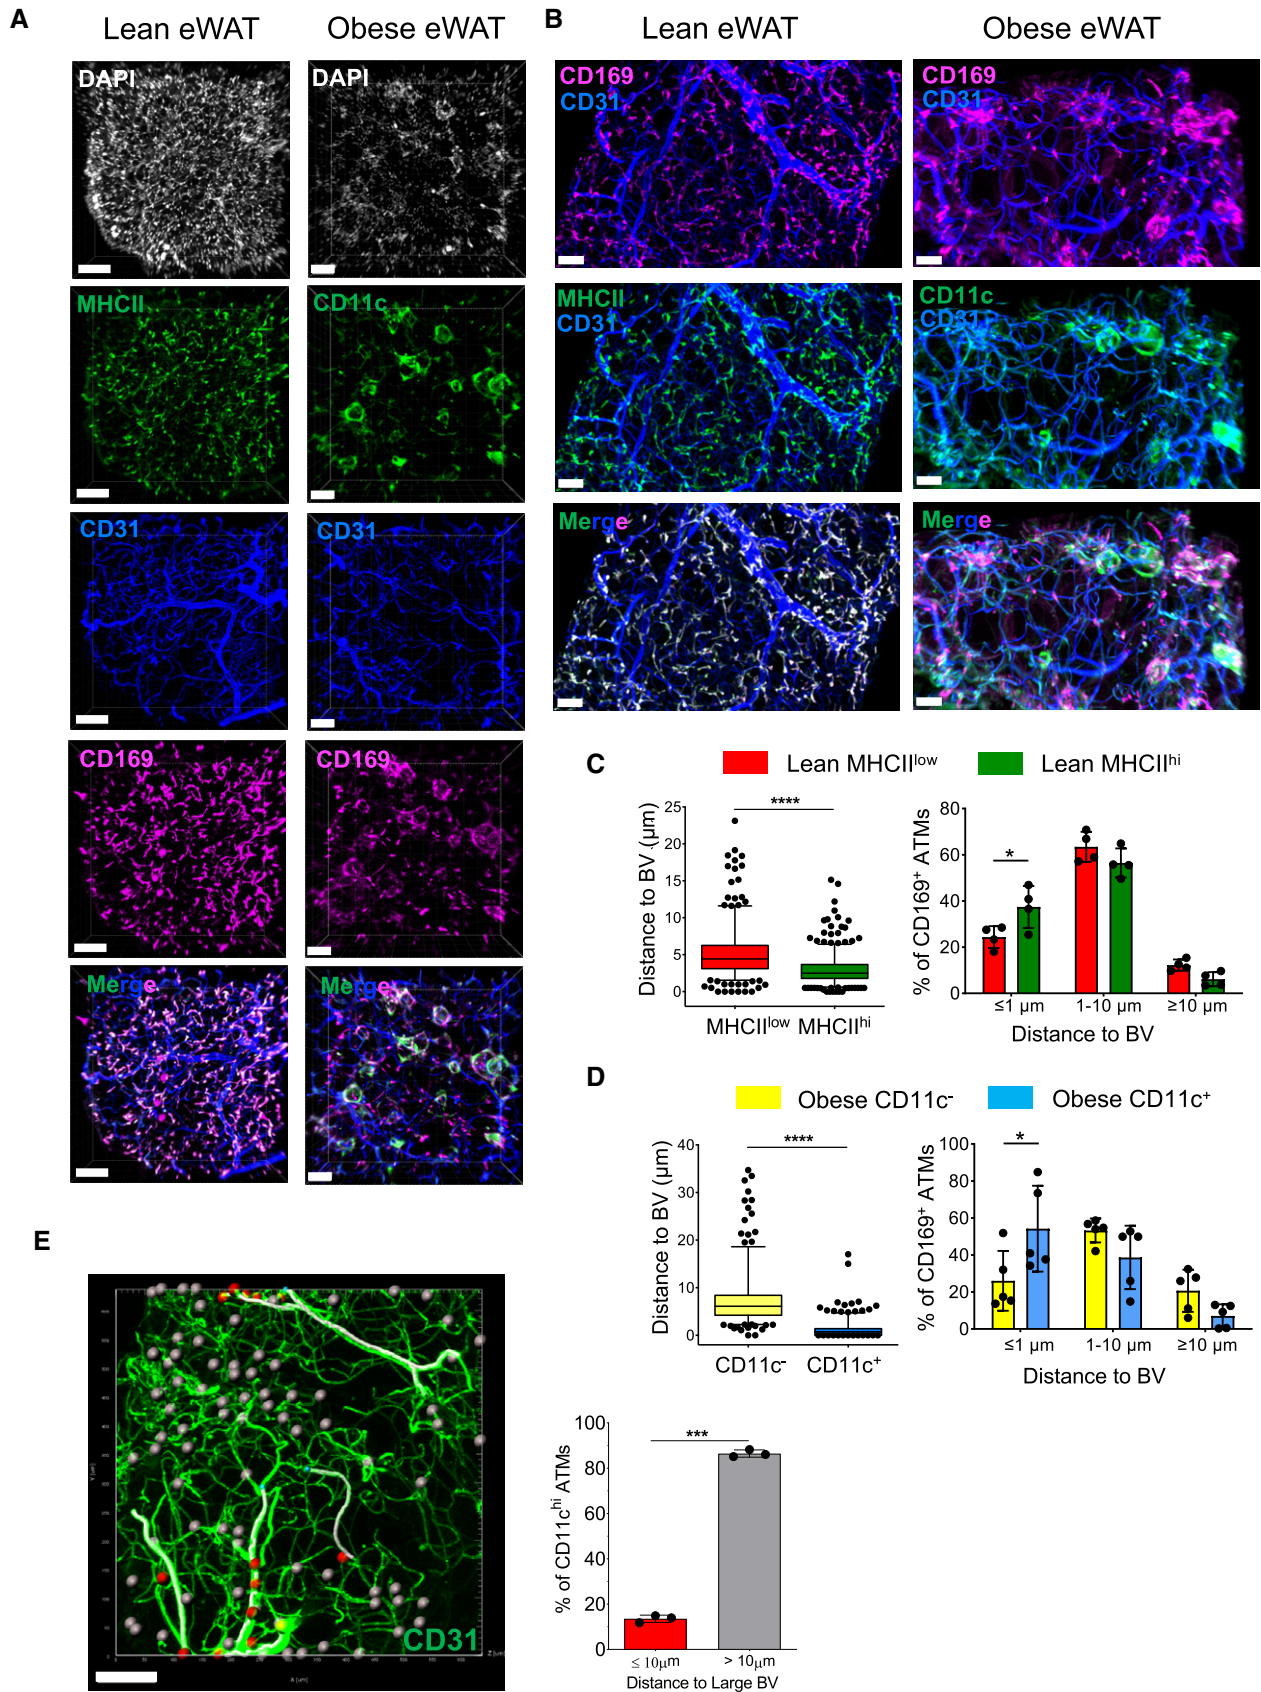 A
Lean eWAT
Obese eWAT
DAPI
DAPI
MHCII
CD11c
CD31
CD31
CD169
CD169
Merge
Merge
B
Lean eWAT
Obese eWAT
CD169
CD31
CD169
CD31
MHCII
CD31
CD11c
CD31
Merge
Merge
C
Lean MHCIIlow
Lean MHCIIhi
Distance to BV (µm)
25
20
15
10
5
0
****
MHCIIlow
MHCIIhi
% of CD169+ ATMs
80
60
40
20
0
*
≤1 µm
1-10 µm
≥10 µm
Distance to BV
D
Obese CD11c-
Obese CD11c+
Distance to BV (µm)
40
30
20
10
0
****
CD11c-
CD11c+
% of CD169+ ATMs
100
80
60
40
20
0
*
≤1 µm
1-10 µm
≥10 µm
Distance to BV
E
CD31
% of CD11chi ATMs
100
80
60
40
20
0
***
≤ 10µm
> 10µm
Distance to Large BV